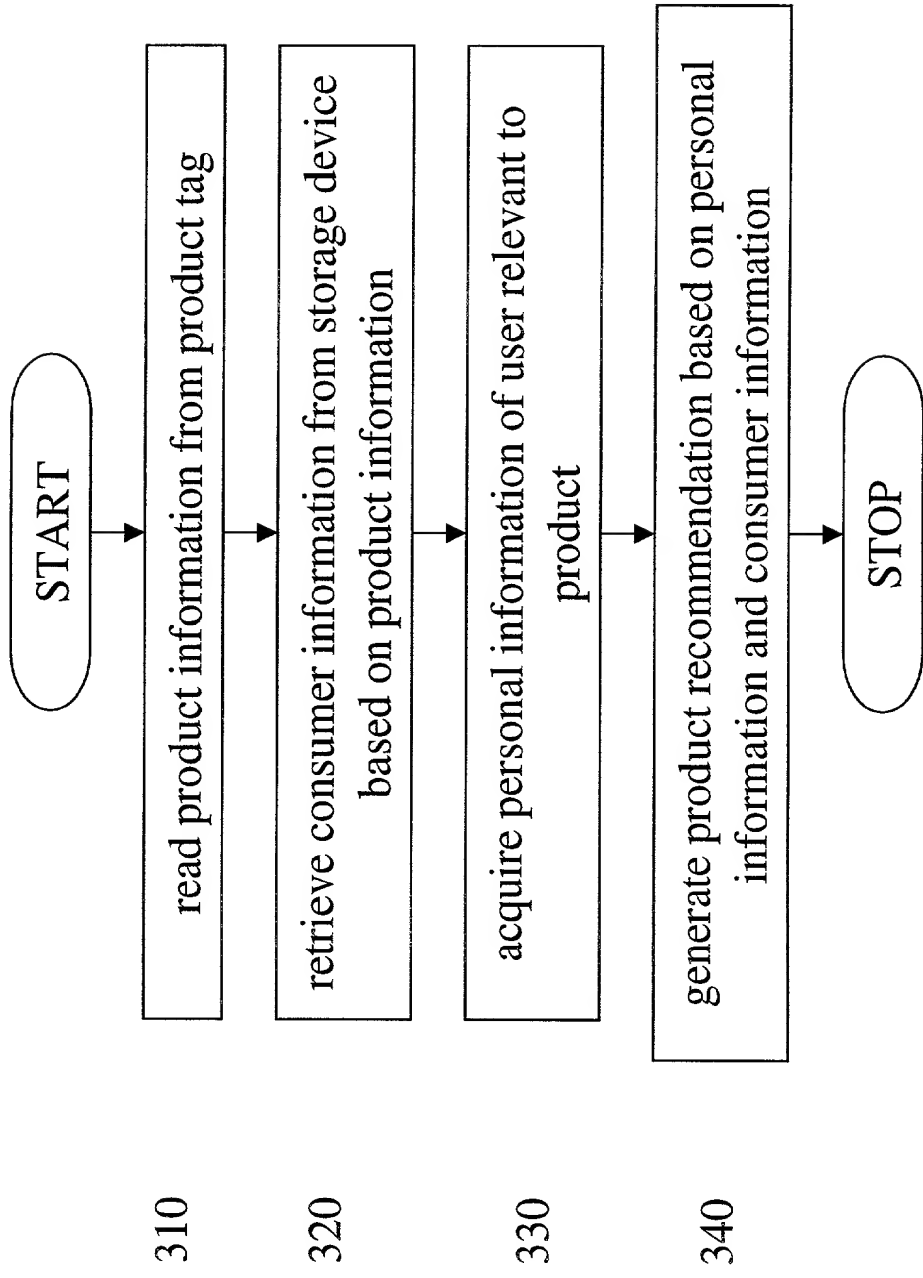 START
310
read product information from product tag
320
retrieve consumer information from storage device
based on product information
330
acquire personal information of user relevant to
product
340
generate product recommendation based on personal
information and consumer information
STOP